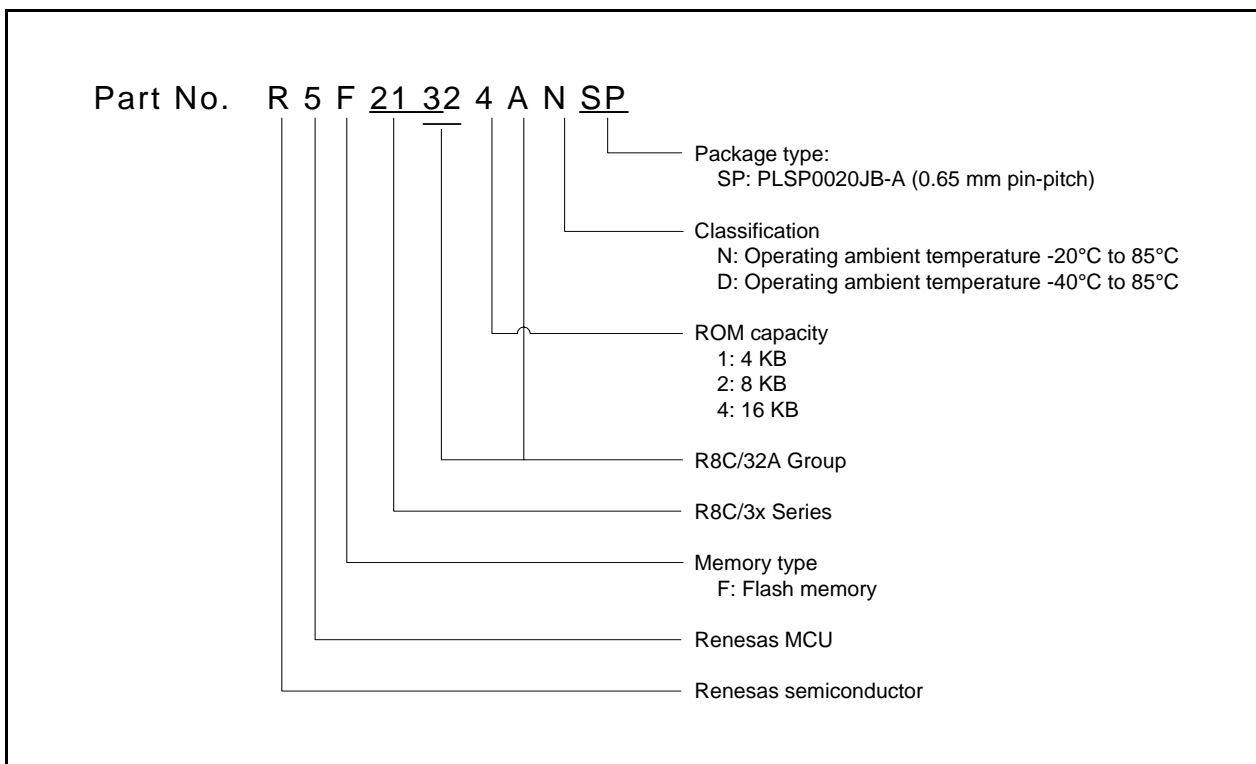 Part No. R 5 F 21 32 4 A N SP
Package type:
SP: PLSP0020JB-A (0.65 mm pin-pitch)
Classification
N: Operating ambient temperature -20°C to 85°C
D: Operating ambient temperature -40°C to 85°C
ROM capacity
1: 4 KB
2: 8 KB
4: 16 KB
R8C/32A Group
R8C/3x Series
Memory type
F: Flash memory
Renesas MCU
Renesas semiconductor